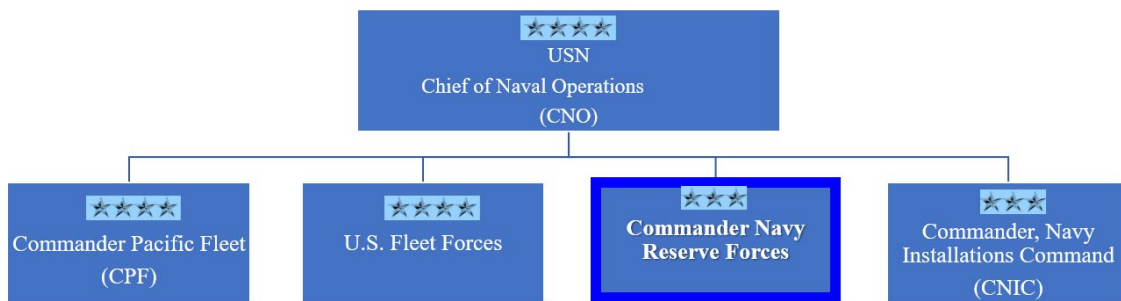 USN
Chief of Naval Operations
(CNO)
Commander Pacific Fleet
(CPF)
U.S. Fleet Forces
Commander Navy
Reserve Forces
Commander, Navy
Installations Command
(CNIC)